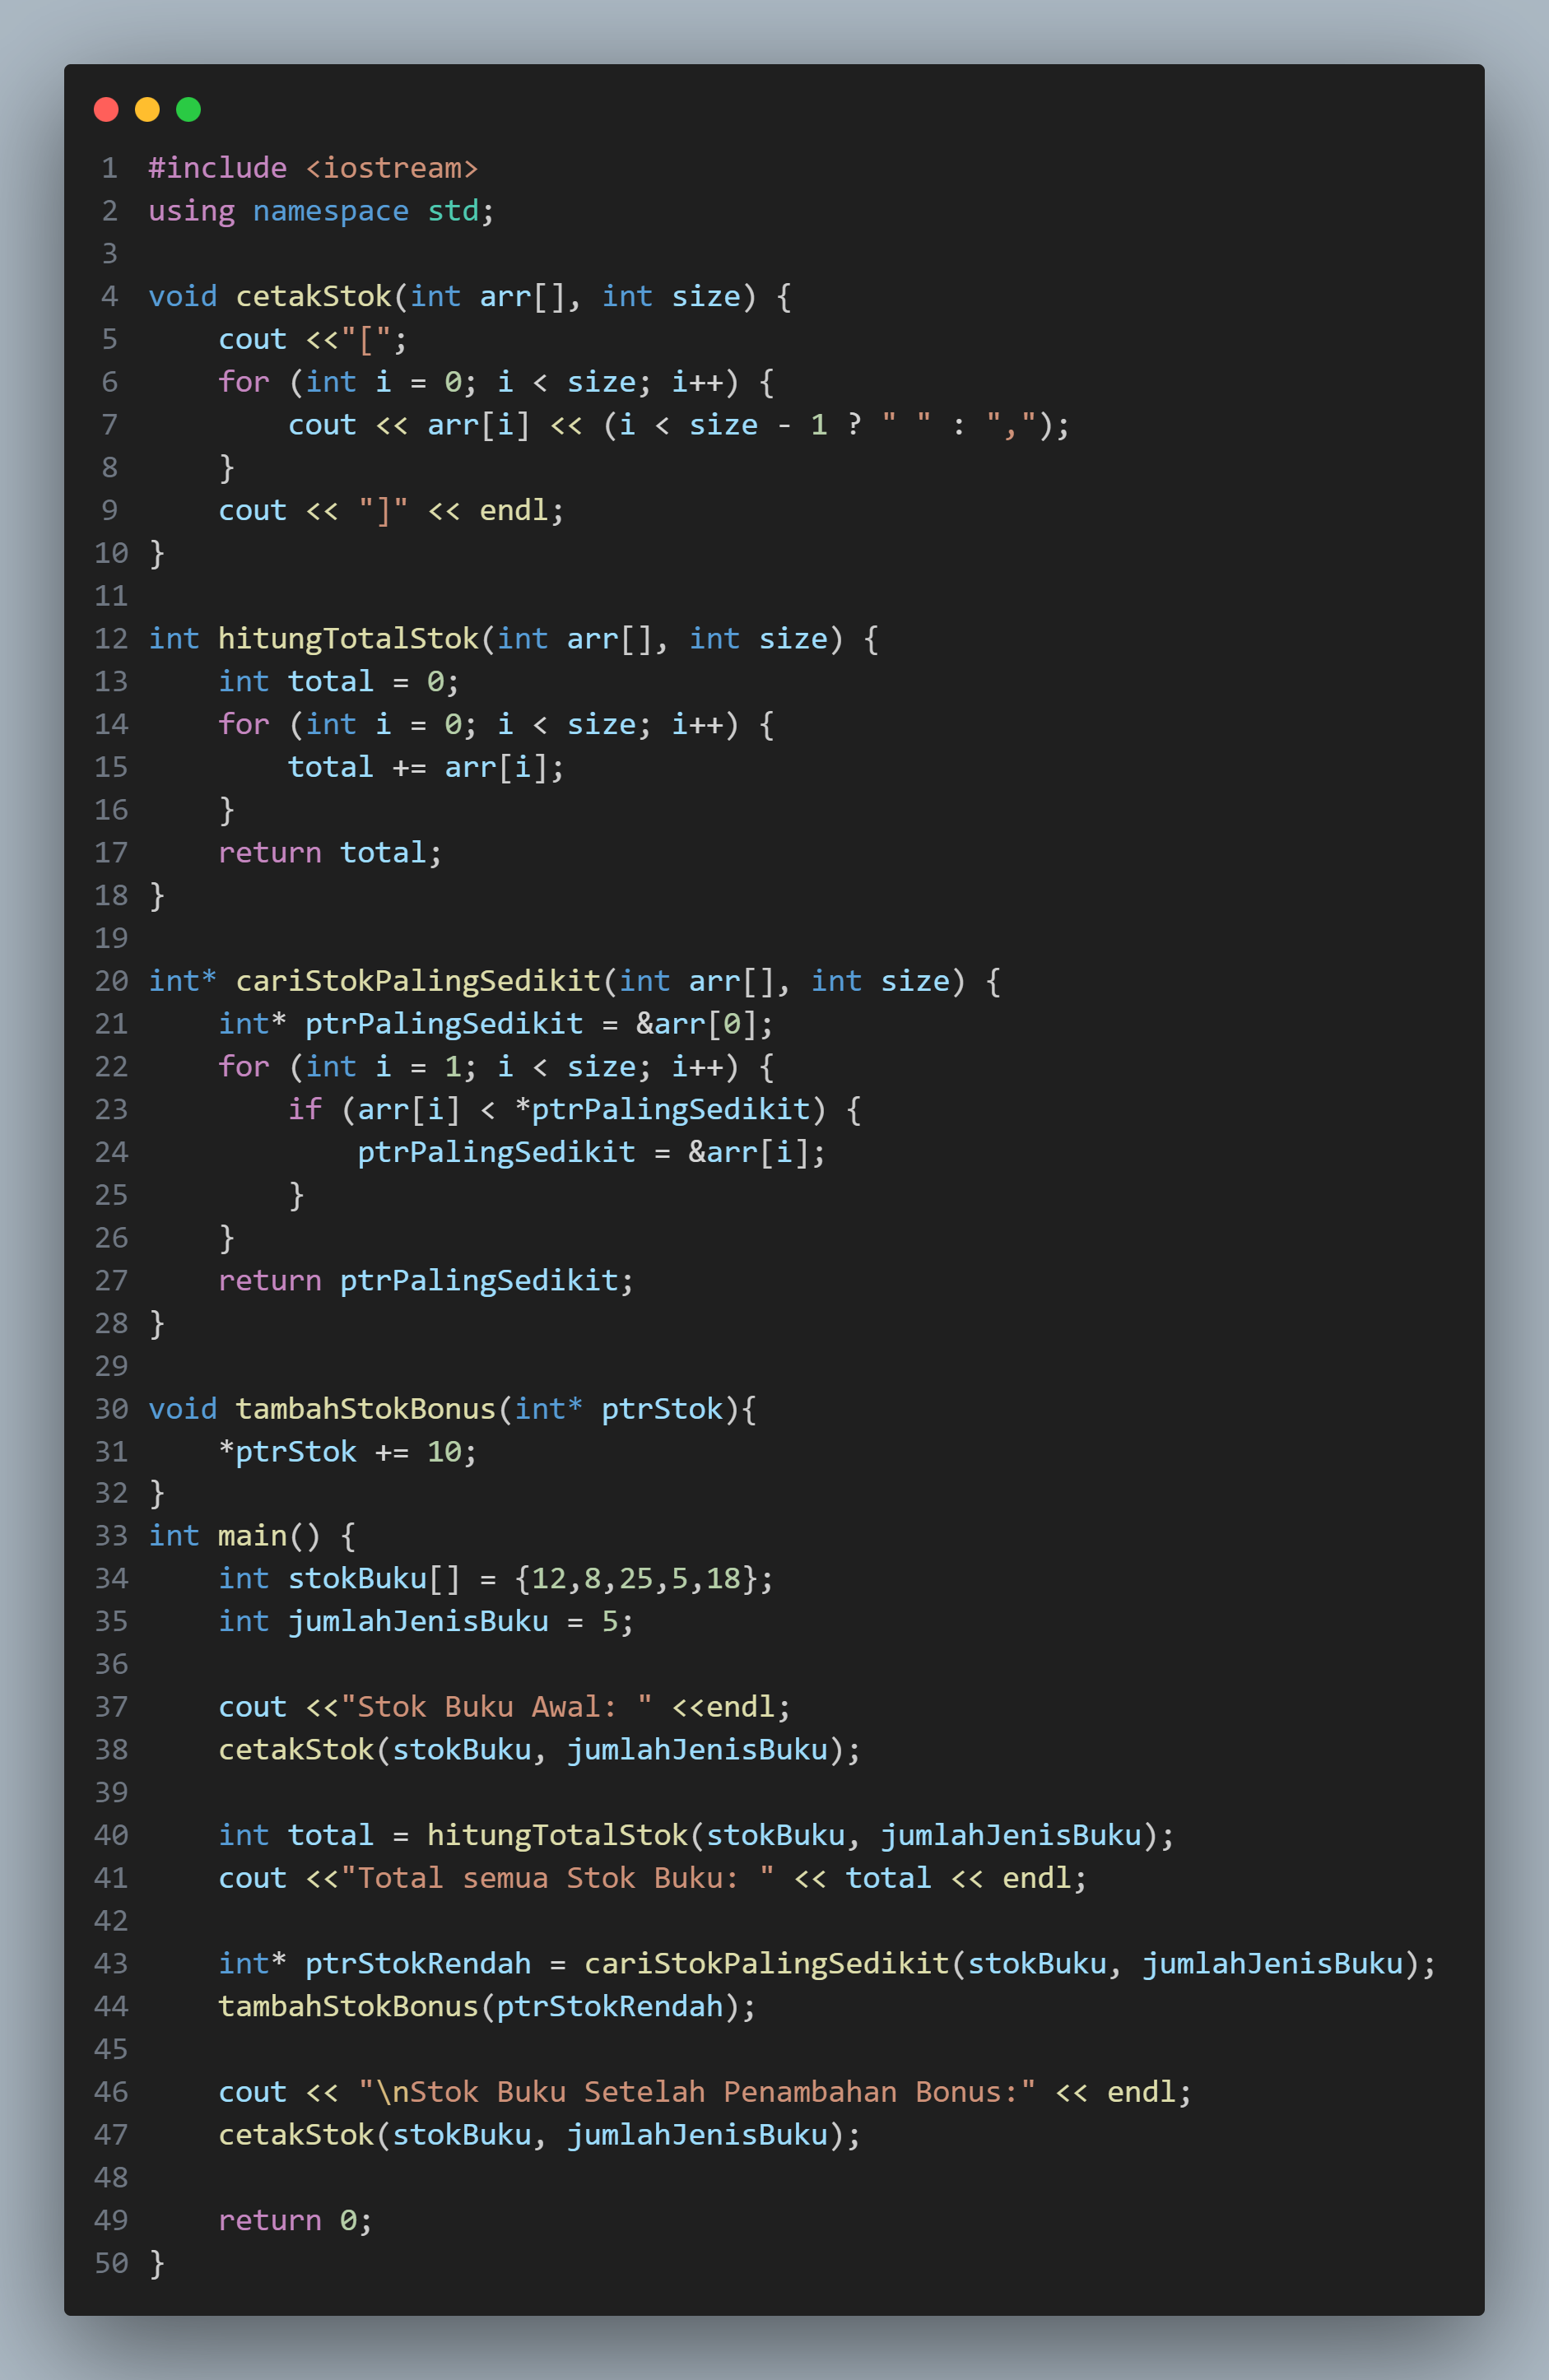 1 #include <iostream>
2 using namespace std;
3
4 void cetakStok(int arr[], int size) {
5     cout <<"[";
6     for (int i = 0; i < size; i++) {
7         cout << arr[i] << (i < size - 1 ? " " : ",");
8     }
9     cout << "]" << endl;
10 }
11
12 int hitungTotalStok(int arr[], int size) {
13     int total = 0;
14     for (int i = 0; i < size; i++) {
15         total += arr[i];
16     }
17     return total;
18 }
19
20 int* cariStokPalingSedikit(int arr[], int size) {
21     int* ptrPalingSedikit = &arr[0];
22     for (int i = 1; i < size; i++) {
23         if (arr[i] < *ptrPalingSedikit) {
24             ptrPalingSedikit = &arr[i];
25         }
26     }
27     return ptrPalingSedikit;
28 }
29
30 void tambahStokBonus(int* ptrStok){
31     *ptrStok += 10;
32 }
33 int main() {
34     int stokBuku[] = {12,8,25,5,18};
35     int jumlahJenisBuku = 5;
36
37     cout <<"Stok Buku Awal: " <<endl;
38     cetakStok(stokBuku, jumlahJenisBuku);
39
40     int total = hitungTotalStok(stokBuku, jumlahJenisBuku);
41     cout <<"Total semua Stok Buku: " << total << endl;
42
43     int* ptrStokRendah = cariStokPalingSedikit(stokBuku, jumlahJenisBuku);
44     tambahStokBonus(ptrStokRendah);
45
46     cout << "\nStok Buku Setelah Penambahan Bonus:" << endl;
47     cetakStok(stokBuku, jumlahJenisBuku);
48
49     return 0;
50 }